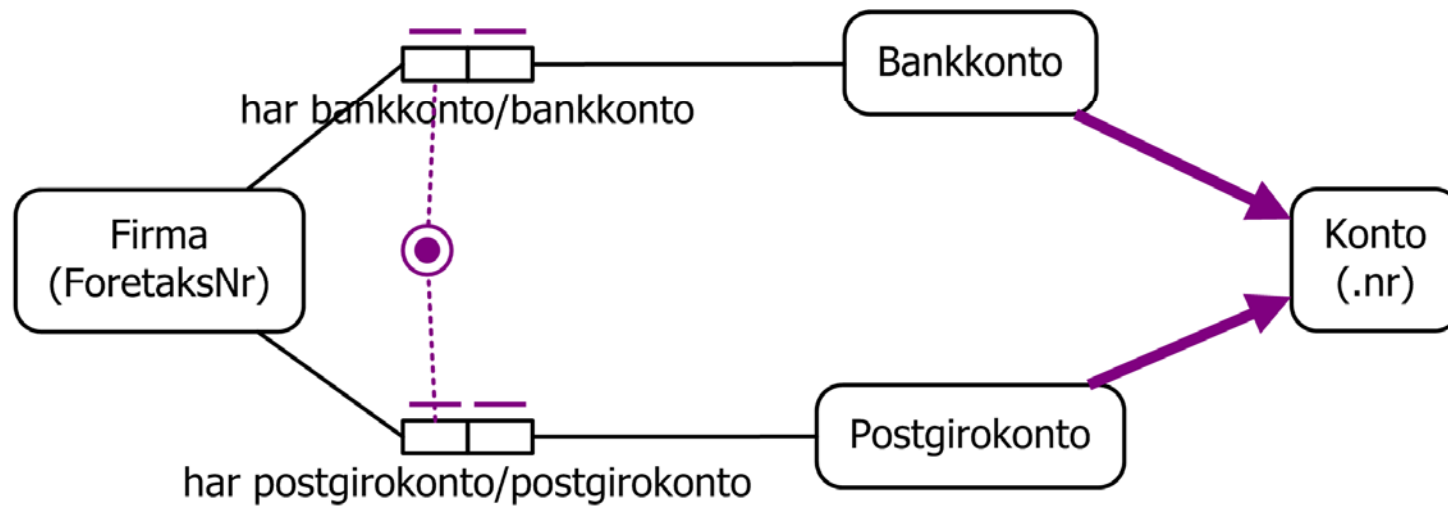 har bankkonto/bankkonto
Bankkonto
Firma
(ForetaksNr)
Konto
(.nr)
har postgirokonto/postgirokonto
Postgirokonto